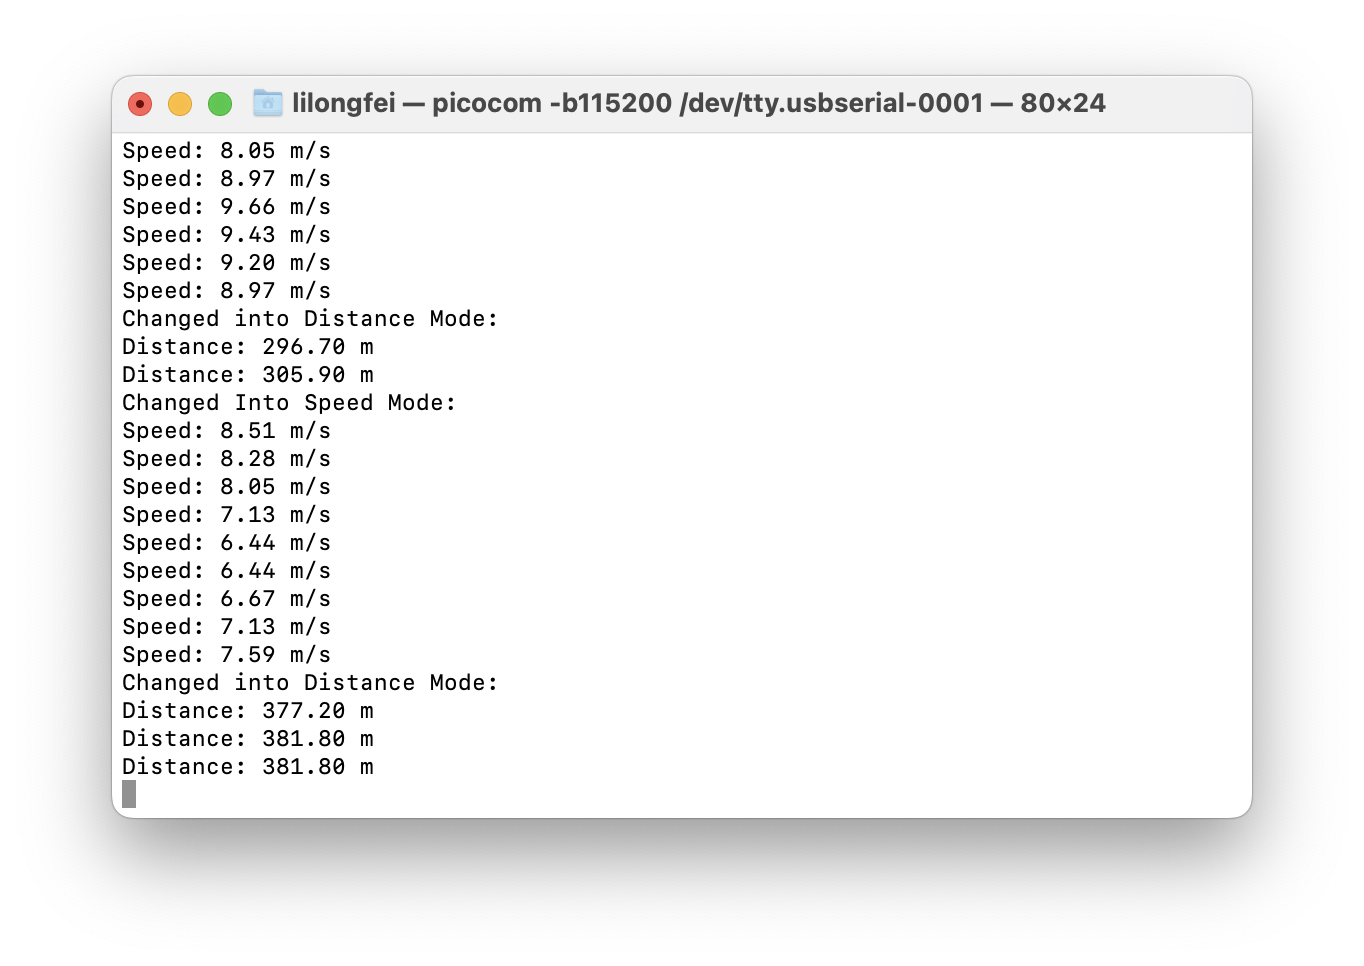 lilongfei — picocom -b115200 /dev/tty.usbserial-0001 — 80×24
Speed: 8.05 m/s
Speed: 8.97 m/s
Speed: 9.66 m/s
Speed: 9.43 m/s
Speed: 9.20 m/s
Speed: 8.97 m/s
Changed into Distance Mode:
Distance: 296.70 m
Distance: 305.90 m
Changed Into Speed Mode:
Speed: 8.51 m/s
Speed: 8.28 m/s
Speed: 8.05 m/s
Speed: 7.13 m/s
Speed: 6.44 m/s
Speed: 6.44 m/s
Speed: 6.67 m/s
Speed: 7.13 m/s
Speed: 7.59 m/s
Changed into Distance Mode:
Distance: 377.20 m
Distance: 381.80 m
Distance: 381.80 m